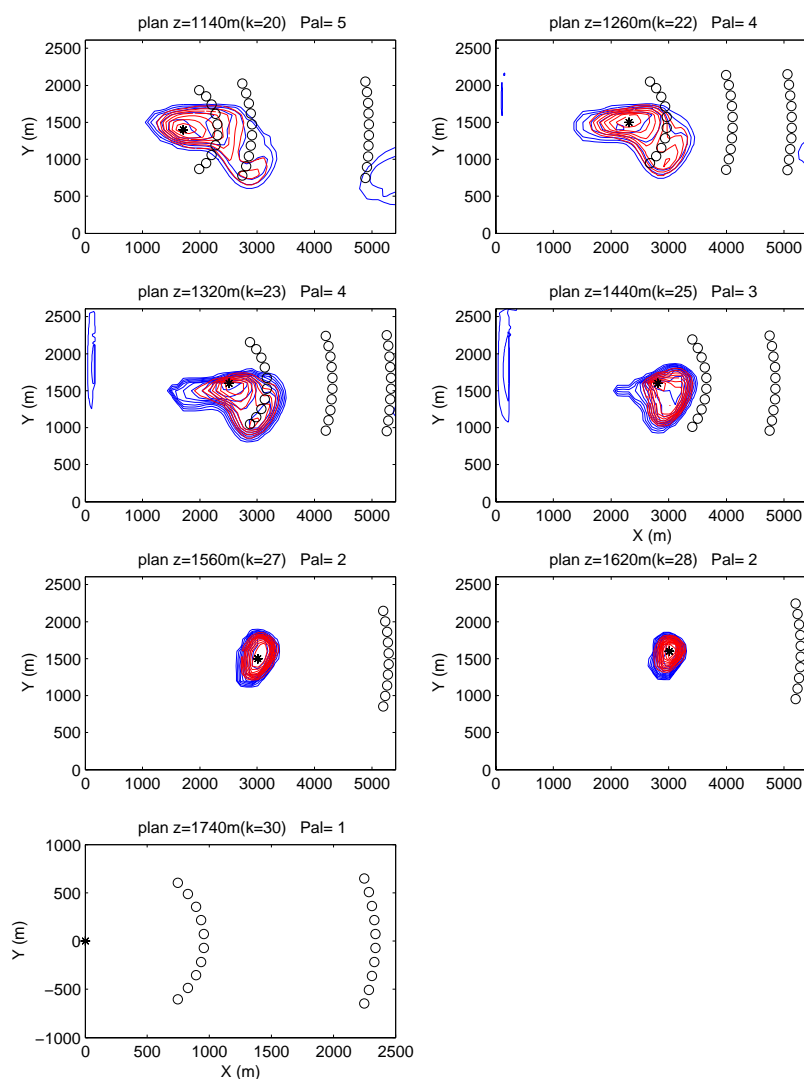 plan z=1140m(k=20) Pal= 5
2500
2000
1500
1000
500
0
Y (m)
0 1000 2000 3000 4000 5000
plan z=1260m(k=22) Pal= 4
2500
2000
1500
1000
500
0
Y (m)
0 1000 2000 3000 4000 5000
plan z=1320m(k=23) Pal= 4
2500
2000
1500
1000
500
0
Y (m)
0 1000 2000 3000 4000 5000
plan z=1440m(k=25) Pal= 3
2500
2000
1500
1000
500
0
Y (m)
0 1000 2000 3000 4000 5000
X (m)
plan z=1560m(k=27) Pal= 2
2500
2000
1500
1000
500
0
Y (m)
0 1000 2000 3000 4000 5000
plan z=1620m(k=28) Pal= 2
2500
2000
1500
1000
500
0
Y (m)
0 1000 2000 3000 4000 5000
plan z=1740m(k=30) Pal= 1
1000
500
0
−500
−1000
Y (m)
0 500 1000 1500 2000 2500
X (m)